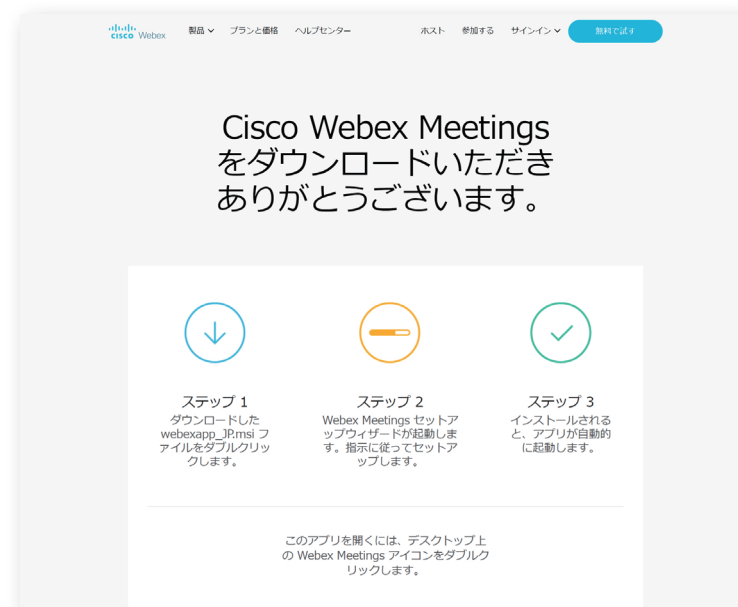 CISCO Webex 製品 プランと価格 ヘルプセンター ホスト 参加する サインイン 無料で試す
Cisco Webex Meetings
をダウンロードいただき
ありがとうございます。
ステップ 1
ダウンロードした
webexapp_JP.msi フ
ァイルをダブルクリッ
クします。
ステップ 2
Webex Meetings セットア
ップウィザードが起動しま
す。指示に従ってセットア
ップします。
ステップ 3
インストールされる
と、アプリが自動的
に起動します。
このアプリを開くには、デスクトップ上
の Webex Meetings アイコンをダブルク
リックします。